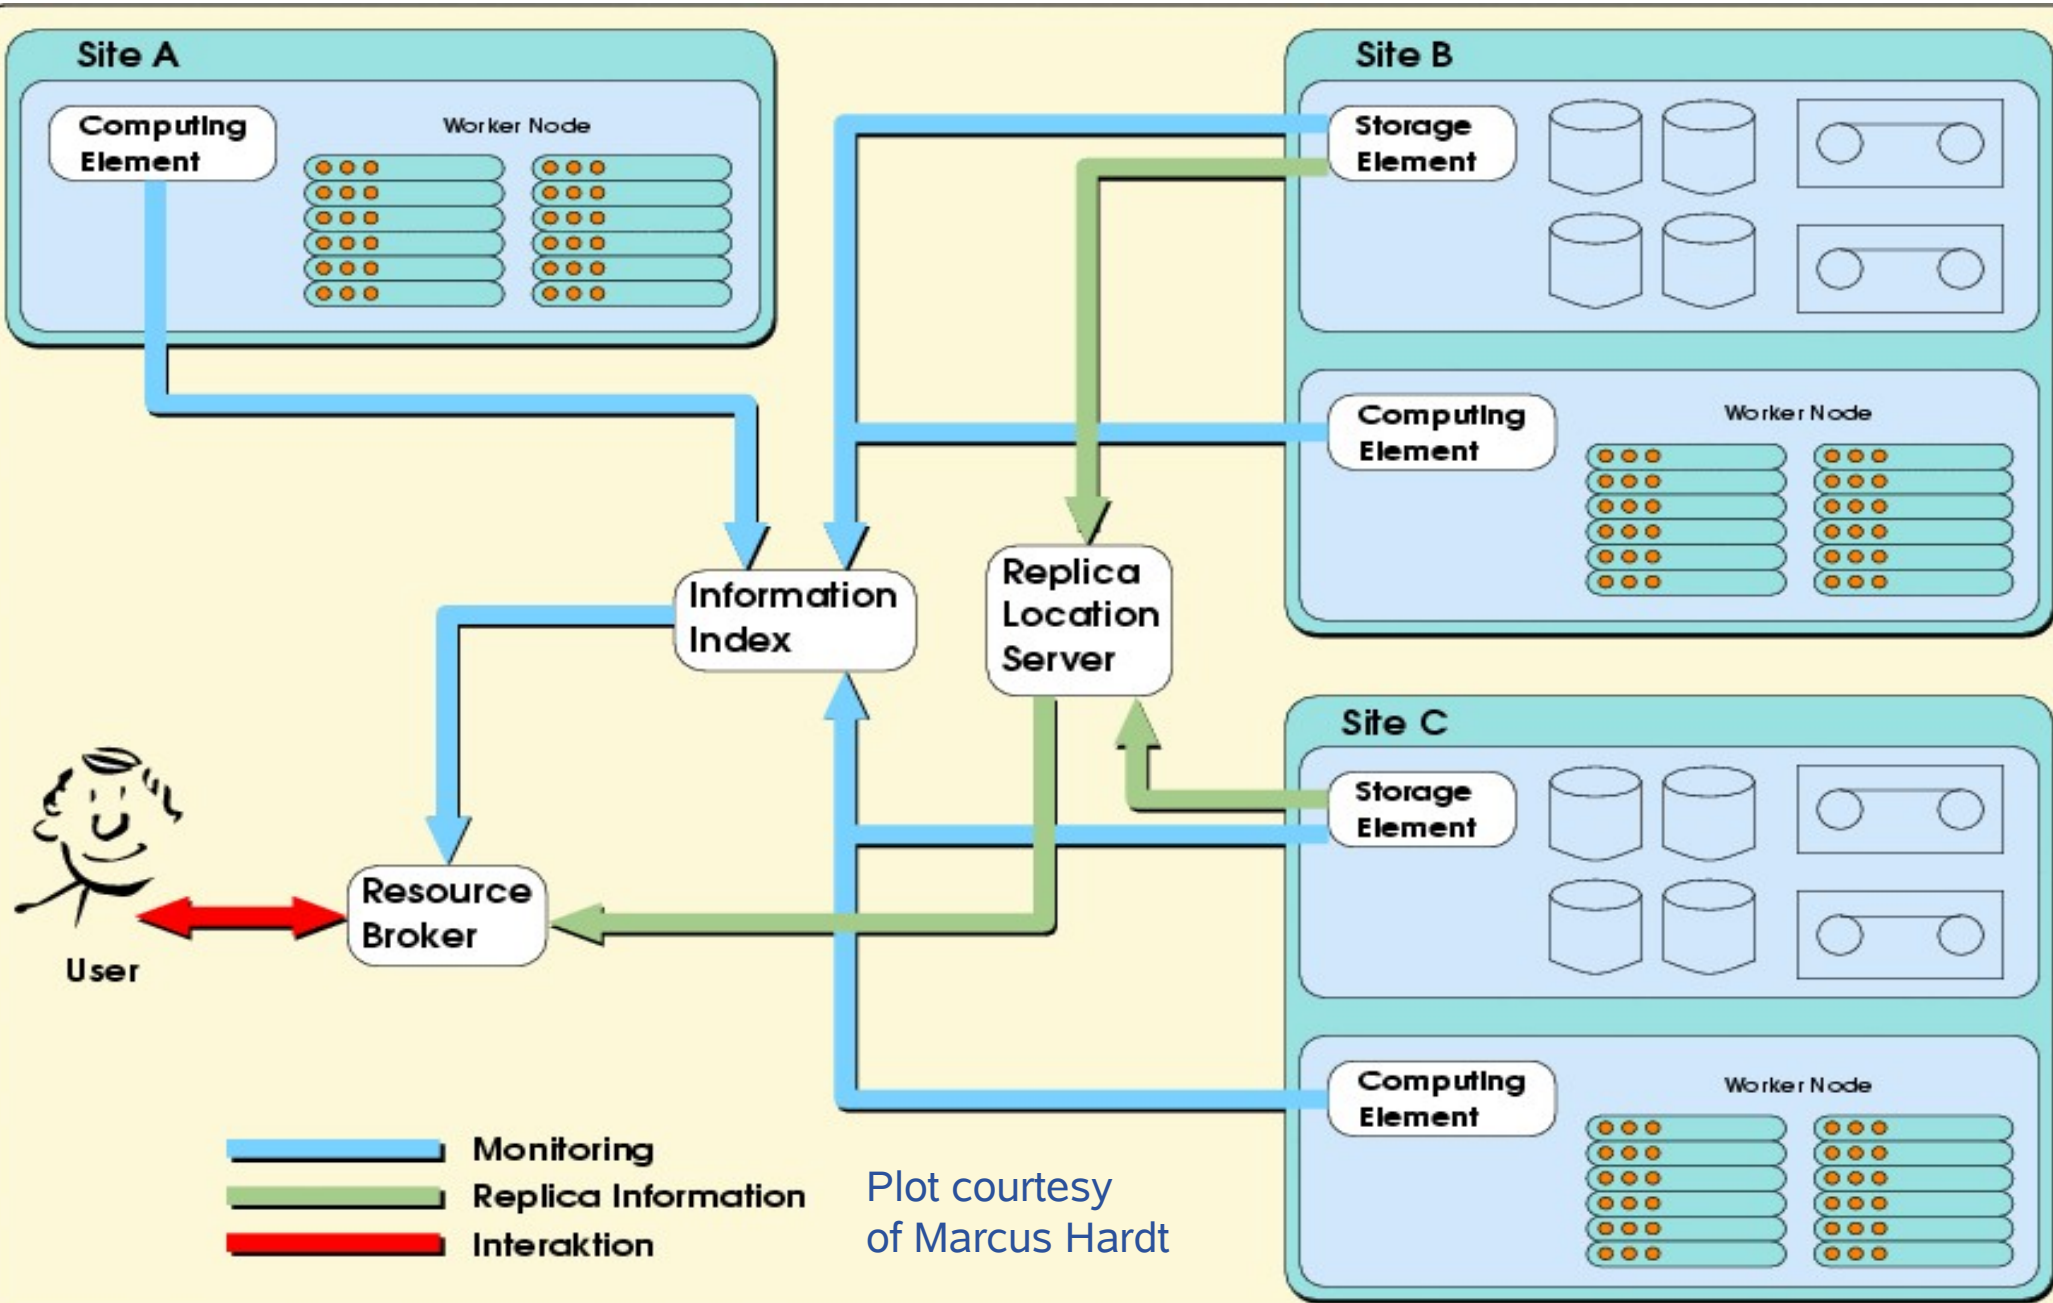 Site A
Computing
Element
Worker Node
Site B
Storage
Element
Computing
Element
Worker Node
Information
Index
Replica
Location
Server
Site C
Storage
Element
Computing
Element
Worker Node
User
Resource
Broker
Monitoring
Replica Information
Interaktion
Plot courtesy
of Marcus Hardt